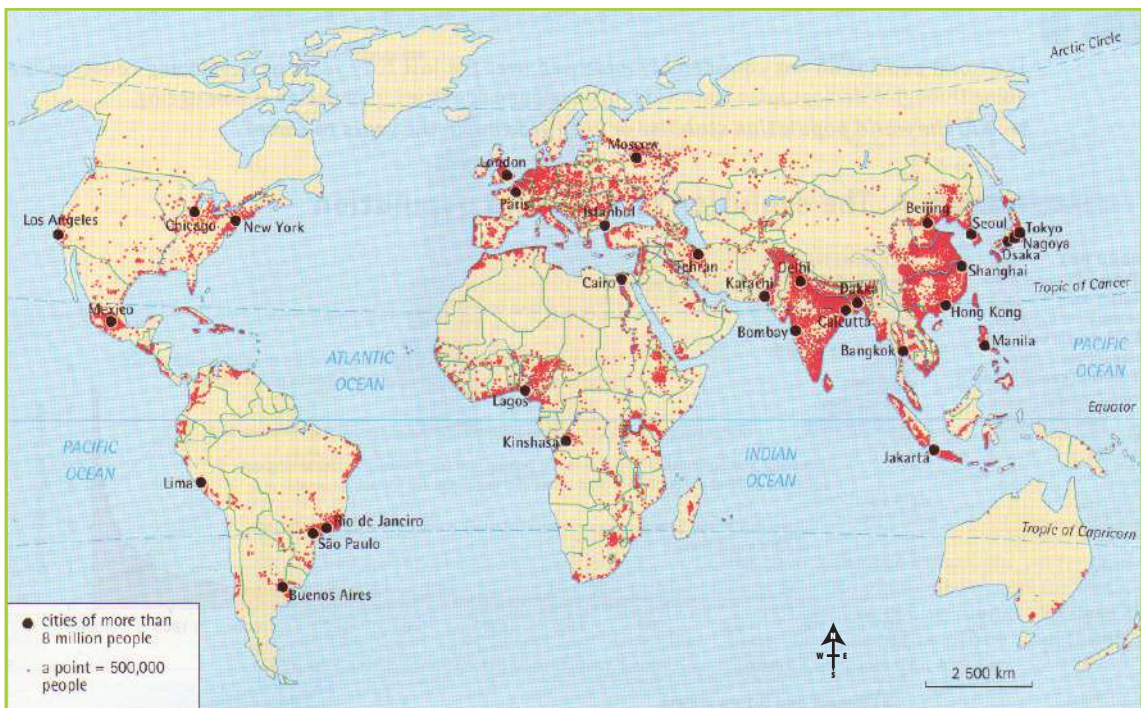 Arctic Circle
Moscow
London
Paris
Istanbul
Beijing
Seoul
Tokyo
Nagoya
Osaka
Los Angeles
Chicago
New York
Tehran
Delhi
Shanghai
Cairo
Karachi
Dakka
Tropic of Cancer
Mexico
Calcutta
Hong Kong
Bombay
Bangkok
Manila
ATLANTIC
OCEAN
PACIFIC
OCEAN
Lagos
Equator
Kinshasa
PACIFIC
OCEAN
INDIAN
OCEAN
Jakarta
Lima
Rio de Janeiro
São Paulo
Tropic of Capricorn
Buenos Aires
cities of more than
8 million people
a point = 500,000
people
N
W E
S
2 500 km